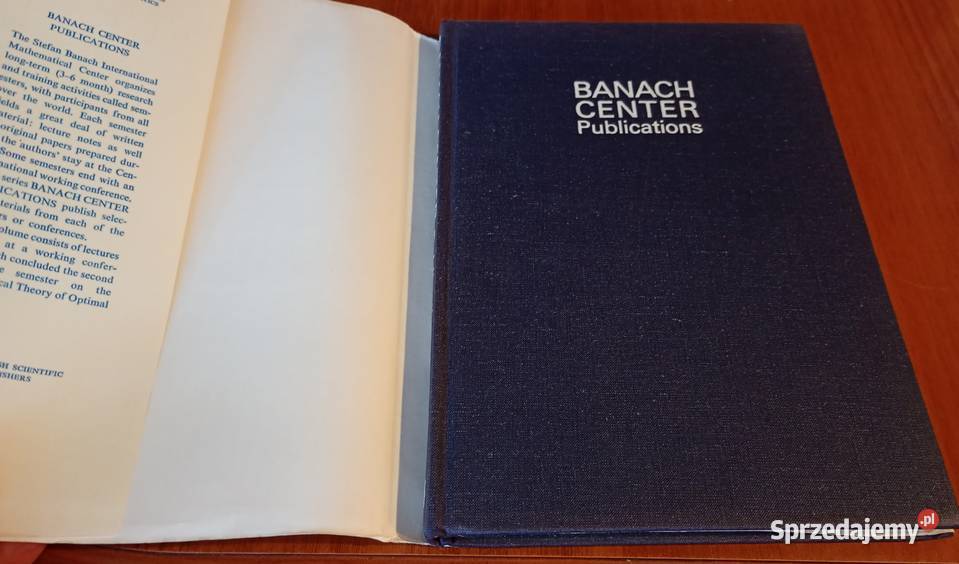 BANACH CENTER
PUBLICATIONS
The Stefan Banach International
Mathematical Center organizes
long-term (3–6 month) research
and training activities called sem-
esters, with participants from all
over the world. Each semester
yields a great deal of written
material: lecture notes as well
original papers prepared dur-
the authors' stay at the Cen-
Some semesters end with an
national working conference.
series BANACH CENTER
ICATIONS publish selec-
terials from each of the
rs or conferences.
olume consists of lectures
at a working confer-
ch concluded the second
semester on the
cal Theory of Optimal
SH SCIENTIFIC
ISHERS
BANACH
CENTER
Publications
Sprzedajemy.pl